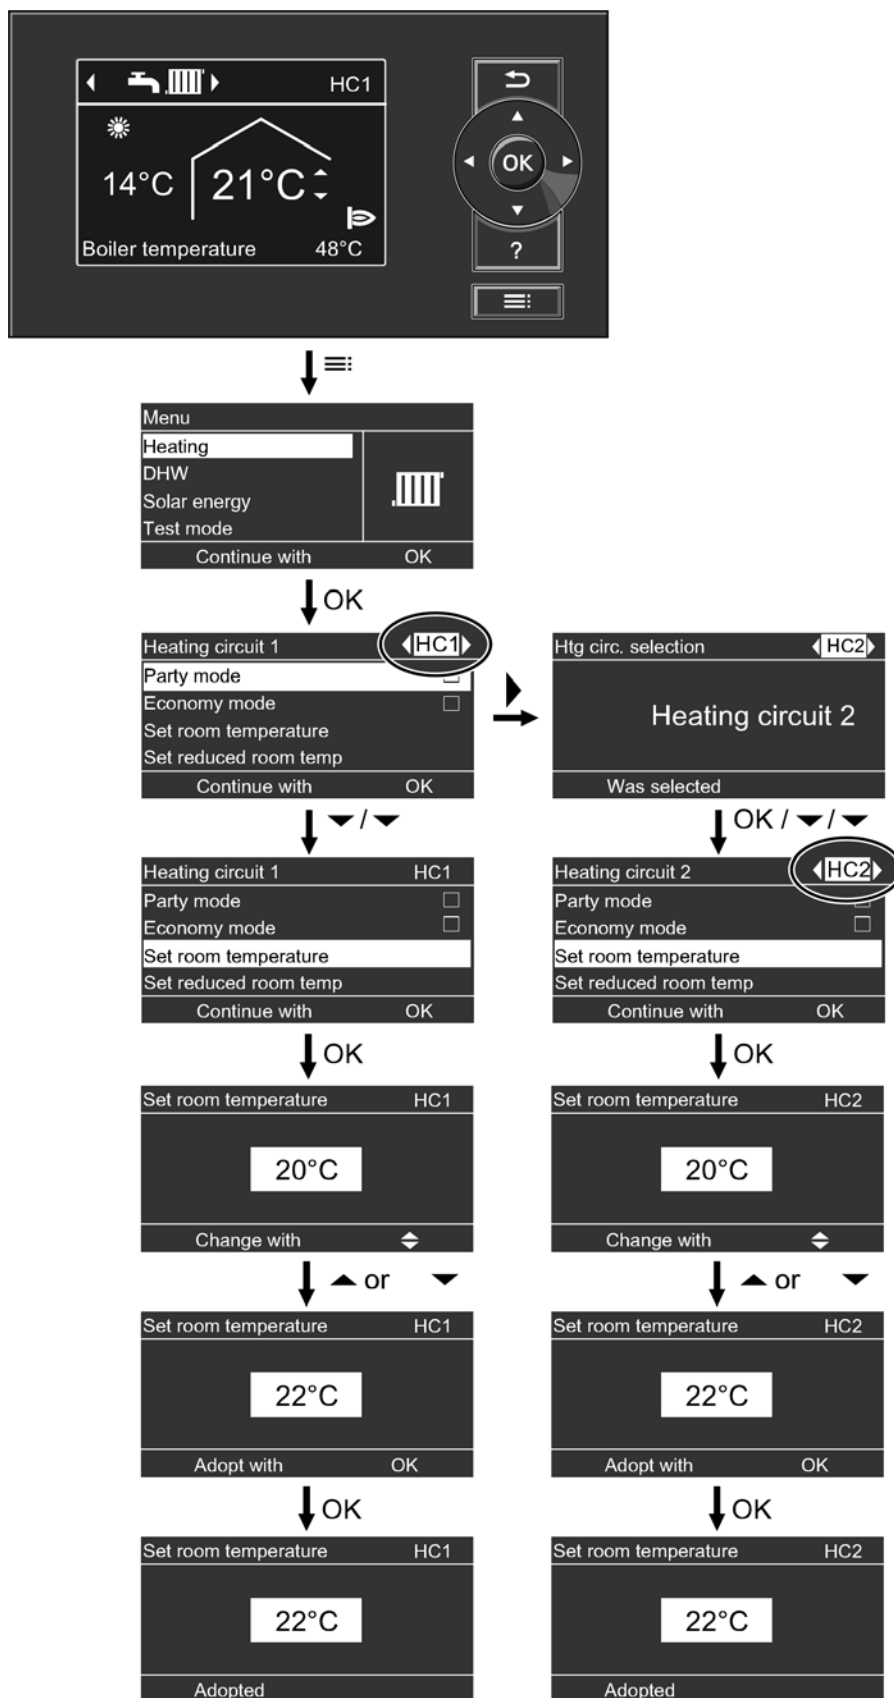 HC1
14°C 21°C
Boiler temperature 48°C
OK
?
Menu
Heating
DHW
Solar energy
Test mode
Continue with OK
OK
Heating circuit 1 HC1
Party mode
Economy mode
Set room temperature
Set reduced room temp
Continue with OK
Htg circ. selection HC2
Heating circuit 2
Was selected
/
OK / /
Heating circuit 1 HC1
Party mode
Economy mode
Set room temperature
Set reduced room temp
Continue with OK
Heating circuit 2 HC2
Party mode
Economy mode
Set room temperature
Set reduced room temp
Continue with OK
OK
OK
Set room temperature HC1
20°C
Change with
Set room temperature HC2
20°C
Change with
or
or
Set room temperature HC1
22°C
Adopt with OK
Set room temperature HC2
22°C
Adopt with OK
OK
OK
Set room temperature HC1
22°C
Adopted
Set room temperature HC2
22°C
Adopted